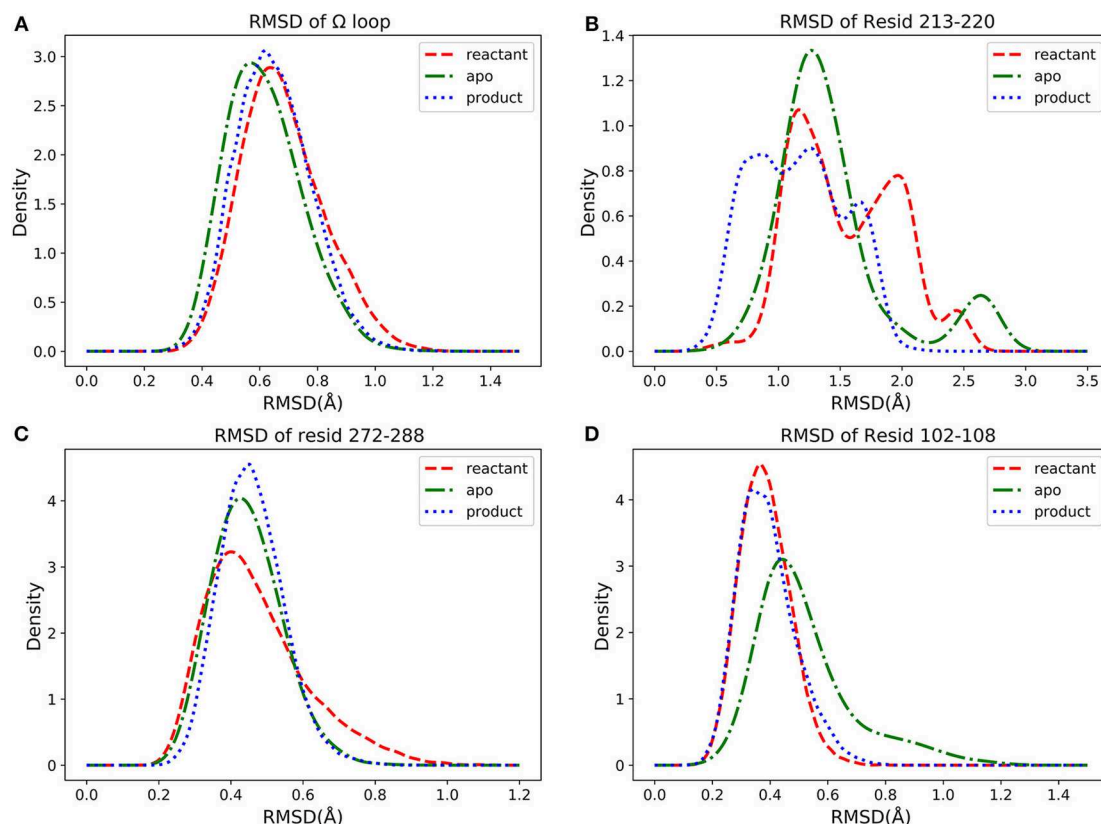 A
RMSD of Ω loop
reactant
apo
product
3.0
2.5
2.0
1.5
1.0
0.5
0.0
Density
0.0 0.2 0.4 0.6 0.8 1.0 1.2 1.4
RMSD(Å)
B
RMSD of Resid 213-220
reactant
apo
product
1.4
1.2
1.0
0.8
0.6
0.4
0.2
0.0
Density
0.0 0.5 1.0 1.5 2.0 2.5 3.0 3.5
RMSD(Å)
C
RMSD of resid 272-288
reactant
apo
product
4
3
2
1
0
Density
0.0 0.2 0.4 0.6 0.8 1.0 1.2
RMSD(Å)
D
RMSD of Resid 102-108
reactant
apo
product
4
3
2
1
0
Density
0.0 0.2 0.4 0.6 0.8 1.0 1.2 1.4
RMSD(Å)